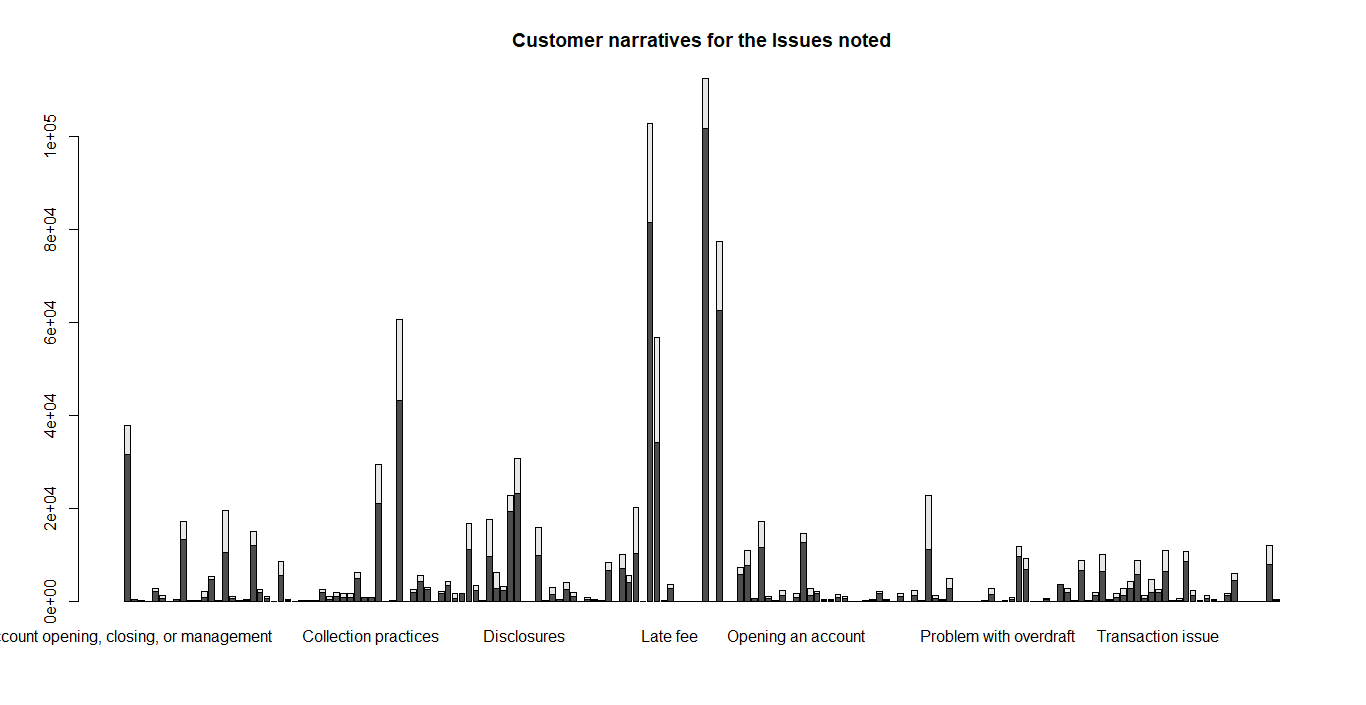 Customer narratives for the Issues noted
1e+05
8e+04
6e+04
4e+04
2e+04
0e+00
ccount opening, closing, or management Collection practices Disclosures Late fee Opening an account Problem with overdraft Transaction issue